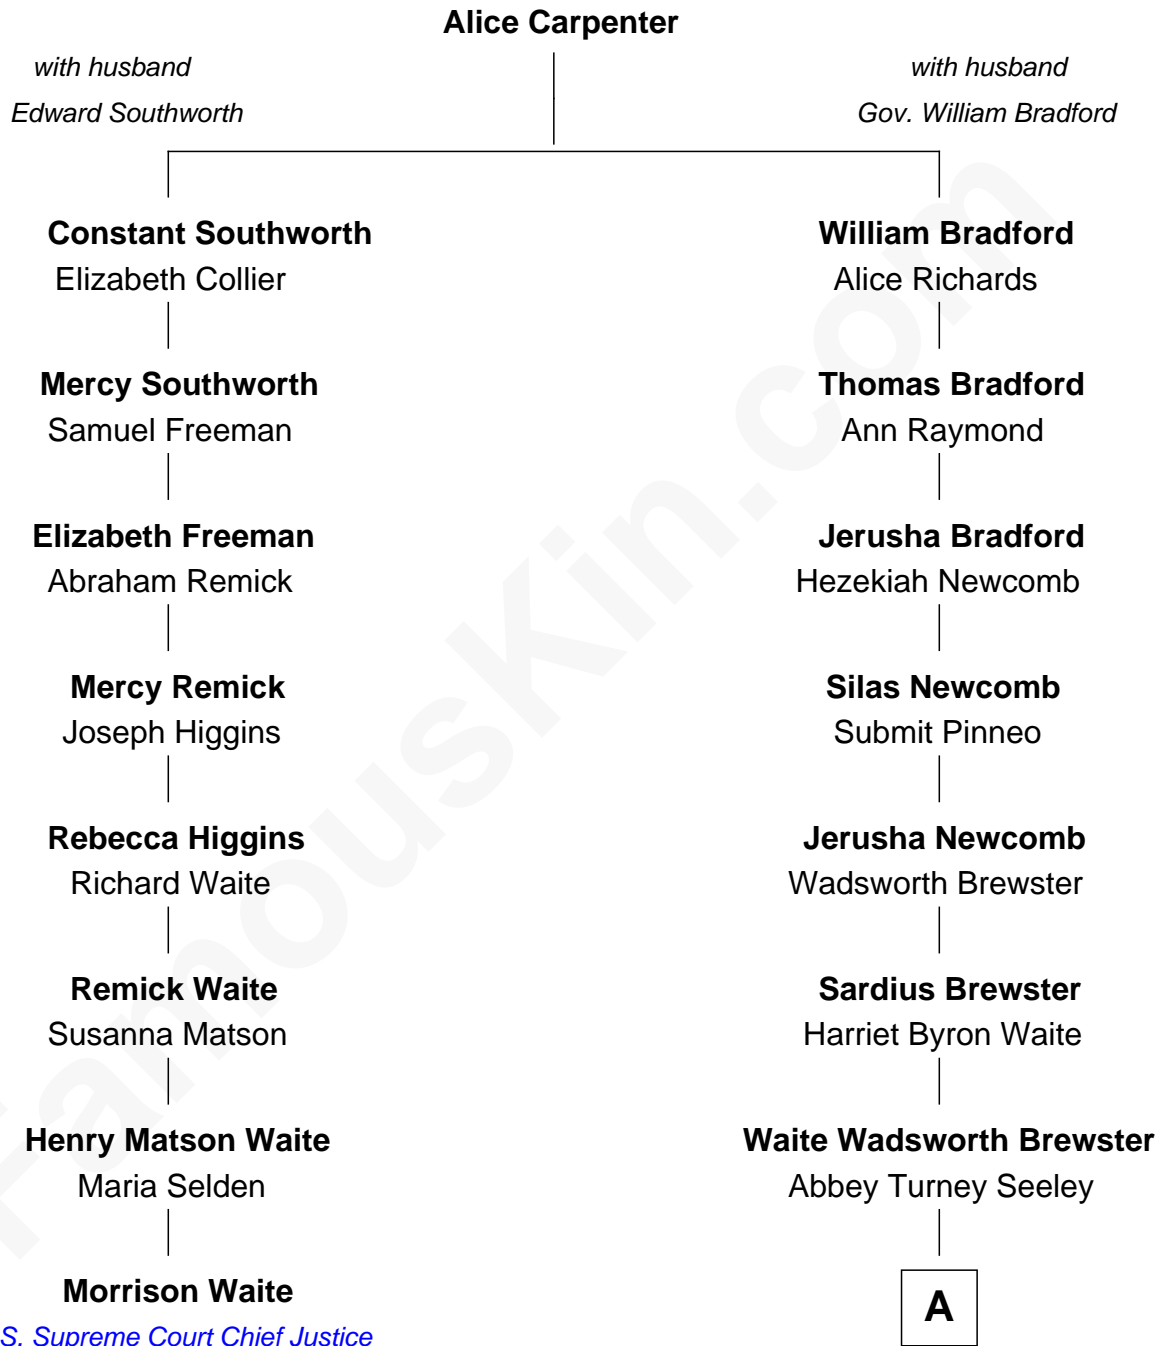 Alice Carpenter
with husband
Edward Southworth
with husband
Gov. William Bradford
Constant Southworth
Elizabeth Collier
William Bradford
Alice Richards
Mercy Southworth
Samuel Freeman
Thomas Bradford
Ann Raymond
Elizabeth Freeman
Abraham Remick
Jerusha Bradford
Hezekiah Newcomb
Mercy Remick
Joseph Higgins
Silas Newcomb
Submit Pinneo
Rebecca Higgins
Richard Waite
Jerusha Newcomb
Wadsworth Brewster
Remick Waite
Susanna Matson
Sardius Brewster
Harriet Byron Waite
Henry Matson Waite
Maria Selden
Waite Wadsworth Brewster
Abbey Turney Seeley
Morrison Waite
S. Supreme Court Chief Justice
A
FamousKin.com